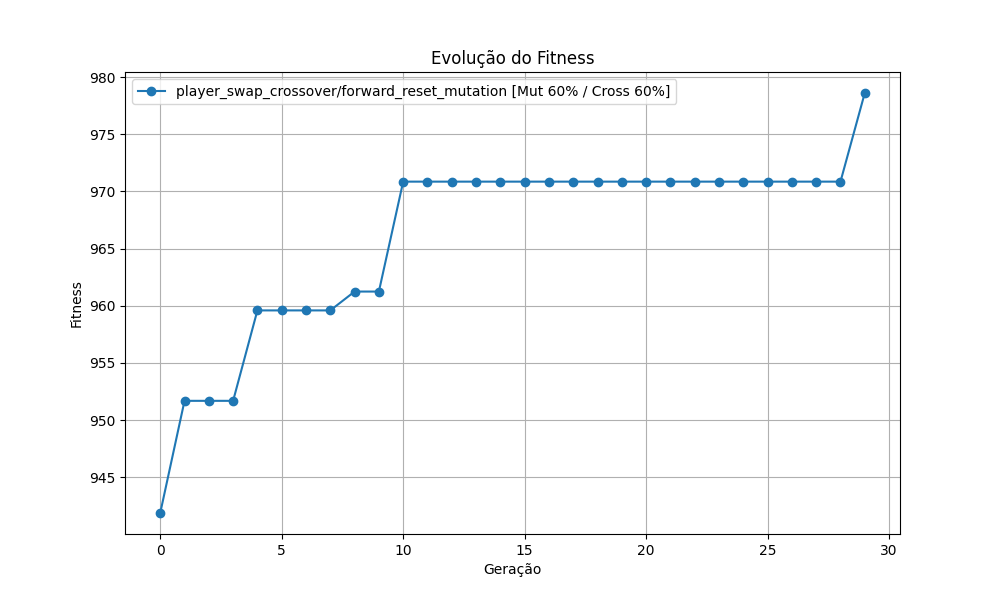 Evolução do Fitness
player_swap_crossover/forward_reset_mutation [Mut 60% / Cross 60%]
980
975
970
965
960
955
950
945
Fitness
0 5 10 15 20 25 30
Geração